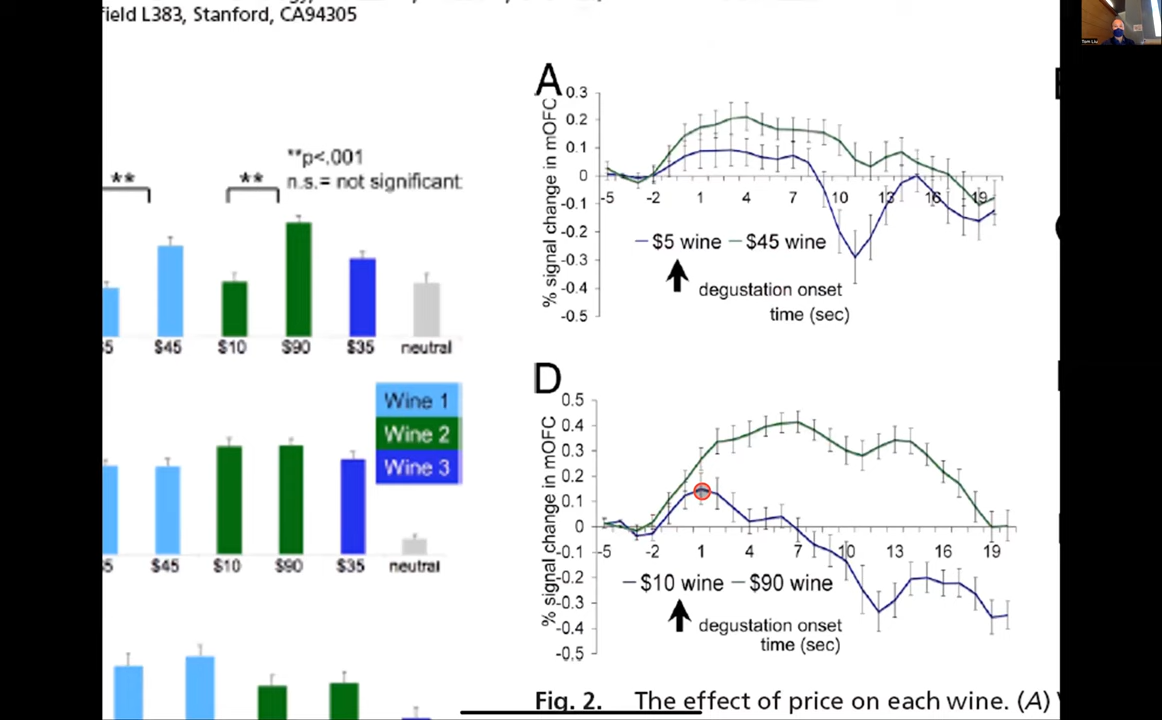 field L383, Stanford, CA94305
**p<.001
n.s.= not significant
** **
$45 $10 $90 $35 neutral
Wine 1
Wine 2
Wine 3
$45 $10 $90 $35 neutral
A
% signal change in mOFC
0.3
0.2
0.1
0
-0.1
-0.2
-0.3
-0.4
-0.5
-5 -2 1 4 7 10 13 16 19
$5 wine $45 wine
degustation onset
time (sec)
D
% signal change in mOFC
0.5
0.4
0.3
0.2
0.1
0
-0.1
-0.2
-0.3
-0.4
-0.5
-5 -2 1 4 7 10 13 16 19
$10 wine $90 wine
degustation onset
time (sec)
Fig. 2. The effect of price on each wine. (A)